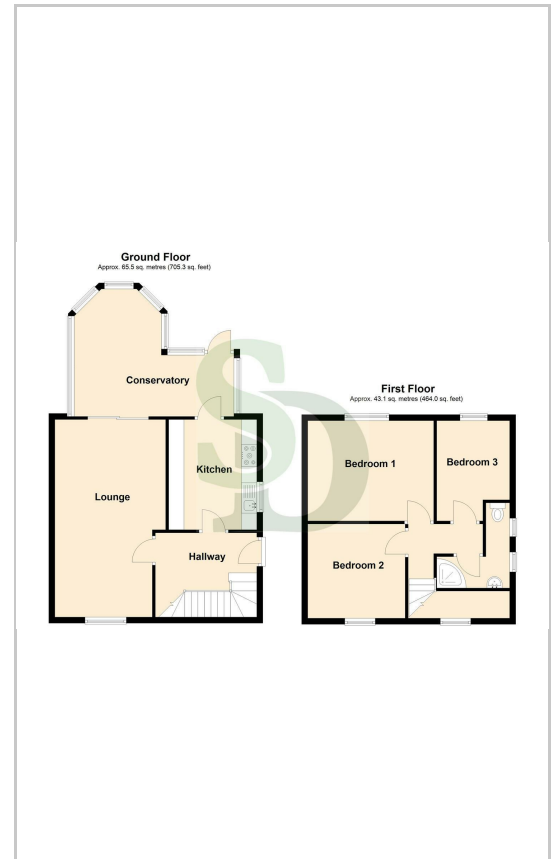 Ground Floor
Approx. 65.5 sq. metres (705.3 sq. feet)
Conservatory
Kitchen
Lounge
Hallway
First Floor
Approx. 43.1 sq. metres (464.0 sq. feet)
Bedroom 1
Bedroom 3
Bedroom 2
SD